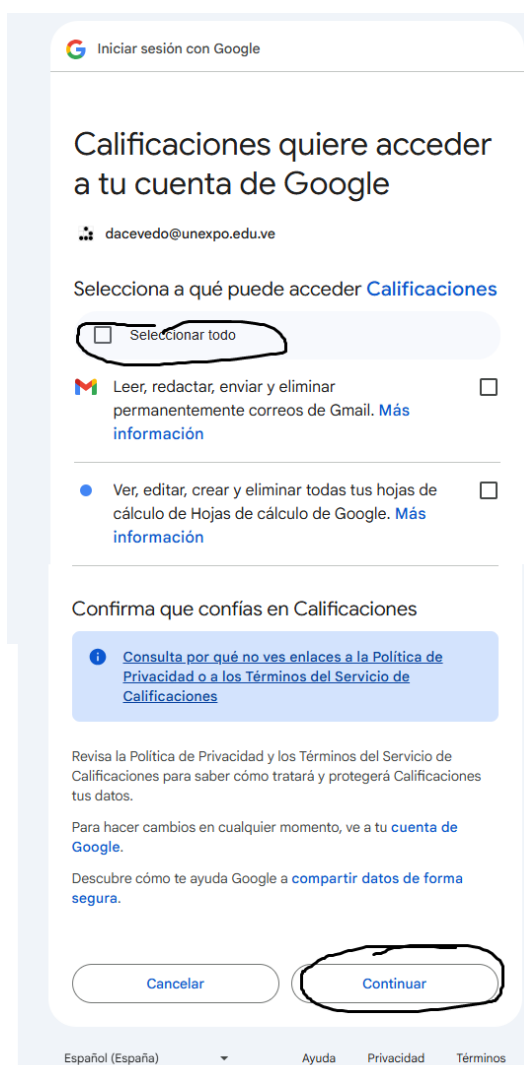 Iniciar sesión con Google
Calificaciones quiere acceder
a tu cuenta de Google
dacevedo@unexpo.edu.ve
Selecciona a qué puede acceder Calificaciones
Seleccionar todo
Leer, redactar, enviar y eliminar
permanentemente correos de Gmail. Más
información
Ver, editar, crear y eliminar todas tus hojas de
cálculo de Hojas de cálculo de Google. Más
información
Confirma que confías en Calificaciones
Consulta por qué no ves enlaces a la Política de
Privacidad o a los Términos del Servicio de
Calificaciones
Revisa la Política de Privacidad y los Términos del Servicio de
Calificaciones para saber cómo tratará y protegerá Calificaciones
tus datos.
Para hacer cambios en cualquier momento, ve a tu cuenta de
Google.
Descubre cómo te ayuda Google a compartir datos de forma
segura.
Cancelar Continuar
Español (España) Ayuda Privacidad Términos